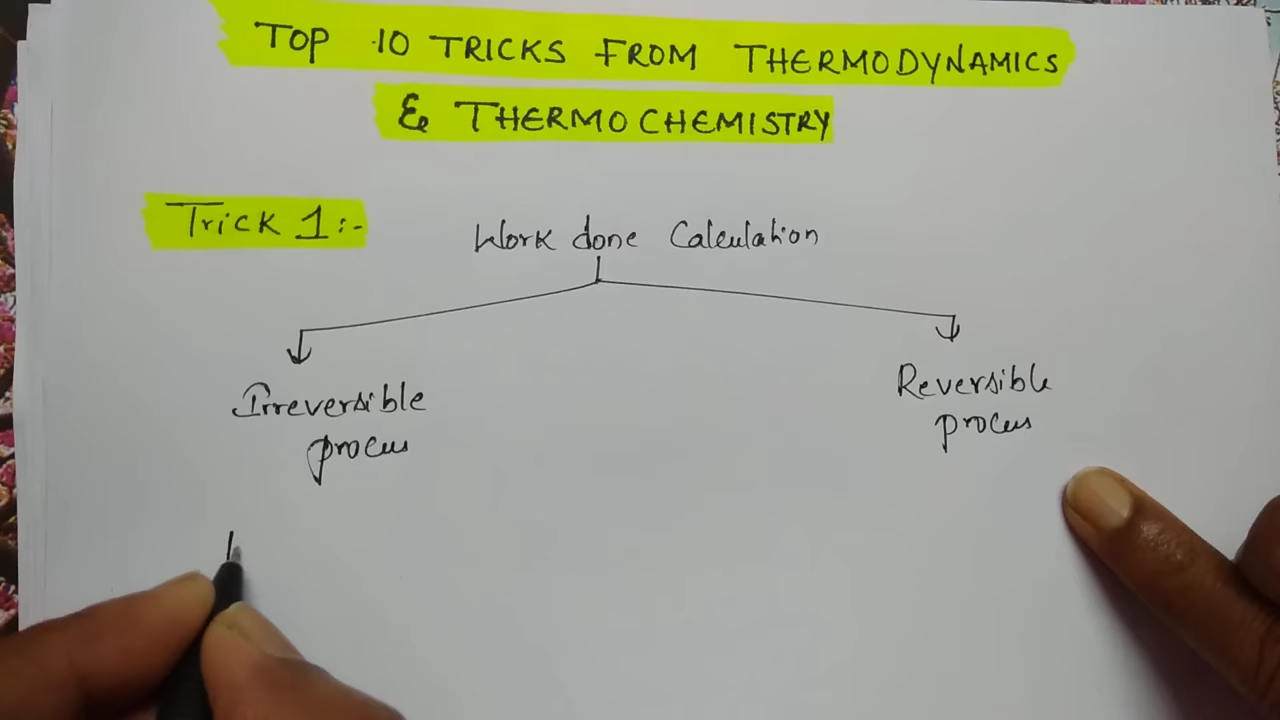 TOP 10 TRICKS FROM THERMODYNAMICS
& THERMOCHEMISTRY
Trick 1:-
Work done Calculation
Irreversible
process
Reversible
process